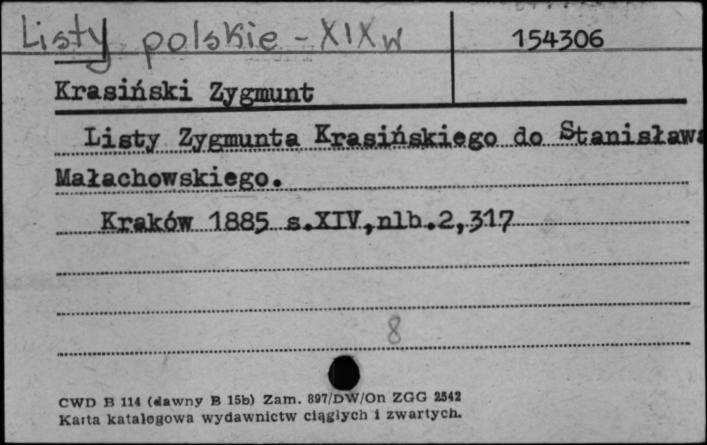 Listy polskie - XIX w
154306
Krasiński Zygmunt
Listy Zygmunta Krasińskiego do Stanisława
Małachowskiego.
Kraków 1885 s.XIV,nlb.2,317
8
CWD B 114 (dawny B 15b) Zam. 897/DW/On ZGG 2542
Karta katalogowa wydawnictw ciągłych i zwartych.